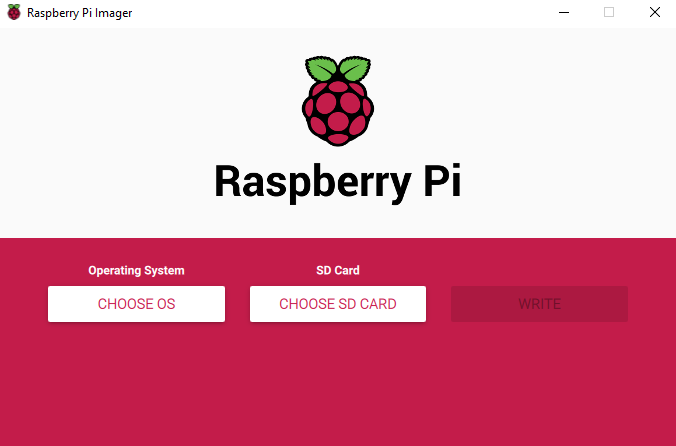 Raspberry Pi Imager
Raspberry Pi
Operating System
SD Card
CHOOSE OS
CHOOSE SD CARD
WRITE